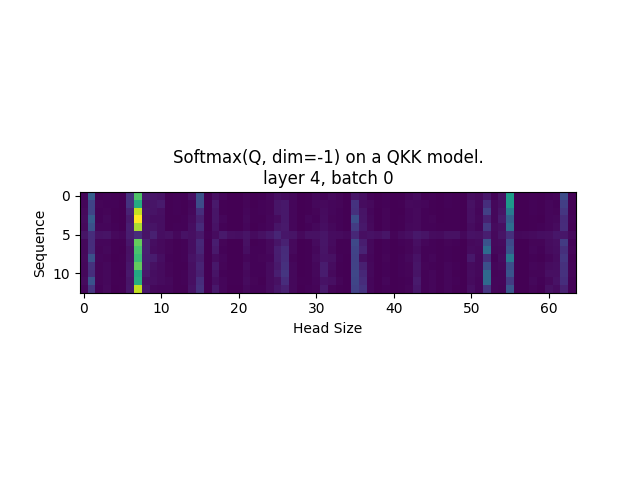 Softmax(Q, dim=-1) on a QKK model.
layer 4, batch 0
0
5
10
Sequence
0 10 20 30 40 50 60
Head Size